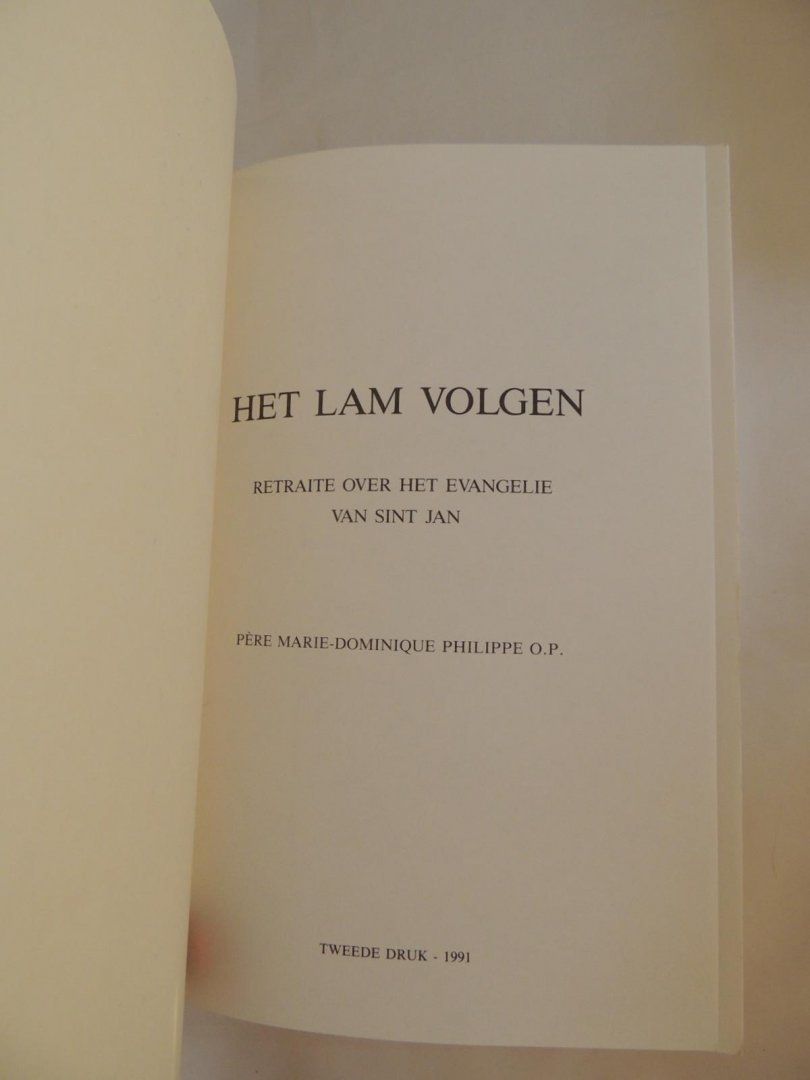 HET LAM VOLGEN
RETRAITE OVER HET EVANGELIE
VAN SINT JAN
PÈRE MARIE-DOMINIQUE PHILIPPE O.P.
TWEEDE DRUK - 1991